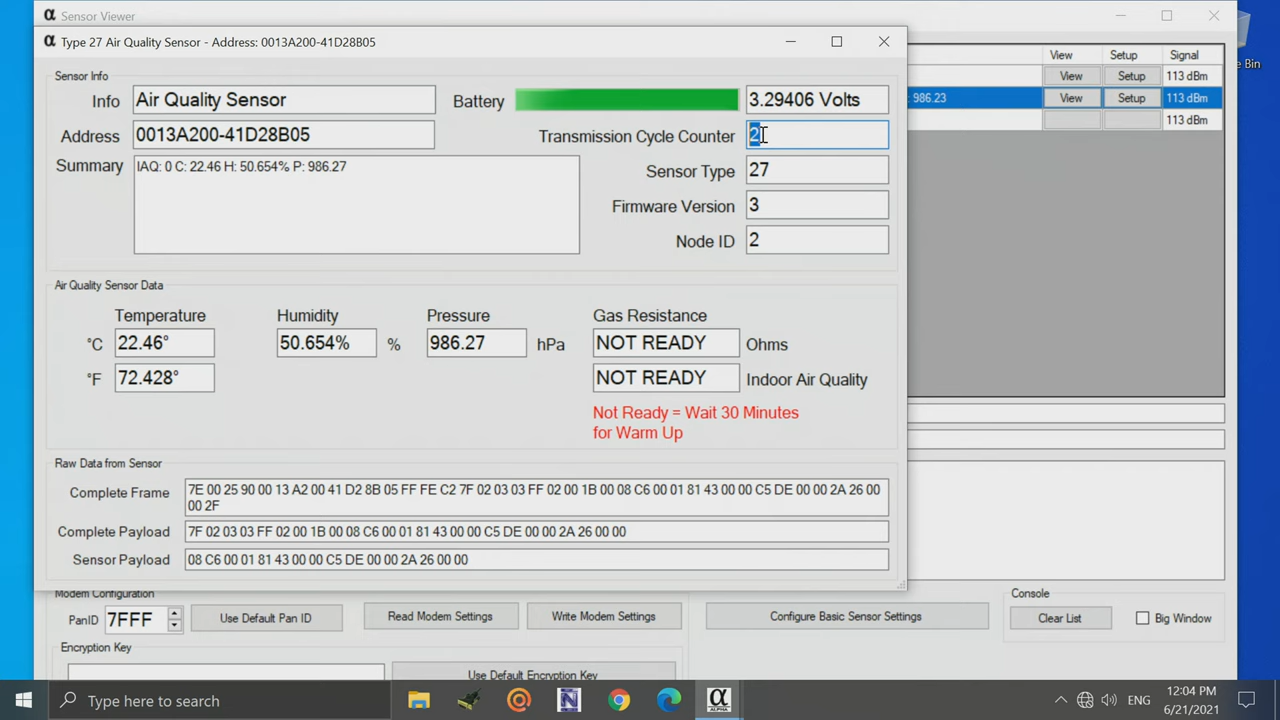 Sensor Viewer
Type 27 Air Quality Sensor - Address: 0013A200-41D28B05
Sensor Info
Info Air Quality Sensor Battery 3.29406 Volts
Address 0013A200-41D28B05 Transmission Cycle Counter 2
Summary IAQ: 0 C: 22.46 H: 50.654% P: 986.27
Sensor Type 27
Firmware Version 3
Node ID 2
View Setup Signal
View Setup 113 dBm
: 986.23 View Setup 113 dBm
113 dBm
Air Quality Sensor Data
Temperature Humidity Pressure Gas Resistance
°C 22.46° 50.654% % 986.27 hPa NOT READY Ohms
°F 72.428° NOT READY Indoor Air Quality
Not Ready = Wait 30 Minutes
for Warm Up
Raw Data from Sensor
Complete Frame 7E 00 25 90 00 13 A2 00 41 D2 8B 05 FF FE C2 7F 02 03 03 FF 02 00 1B 00 08 C6 00 01 81 43 00 00 C5 DE 00 00 2A 26 00
00 2F
Complete Payload 7F 02 03 03 FF 02 00 1B 00 08 C6 00 01 81 43 00 00 C5 DE 00 00 2A 26 00 00
Sensor Payload 08 C6 00 01 81 43 00 00 C5 DE 00 00 2A 26 00 00
Modem Configuration Console
PanID 7FFF Use Default Pan ID Read Modem Settings Write Modem Settings Configure Basic Sensor Settings Clear List Big Window
Encryption Key
Use Default Encryption Key
Type here to search
ENG
12:04 PM
6/21/2021
e Bin
α
α
N
α
ALPHA